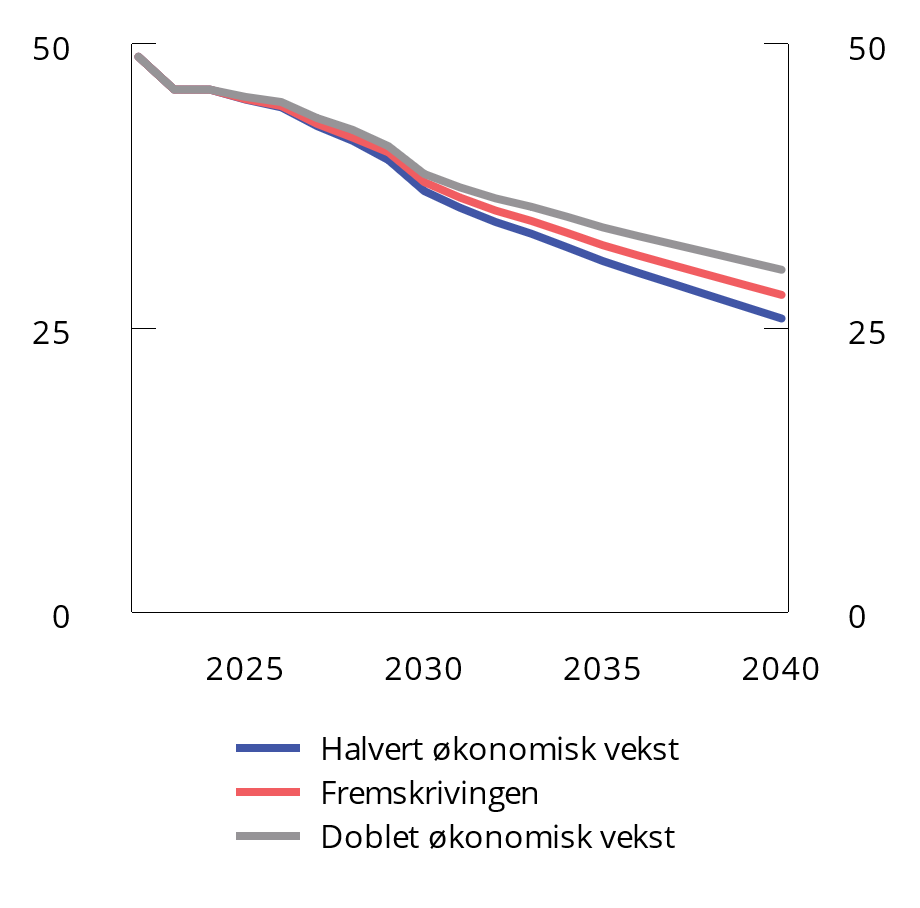 50 50
25 25
0 0
2025 2030 2035 2040
Halvert økonomisk vekst
Fremskrivingen
Doblet økonomisk vekst